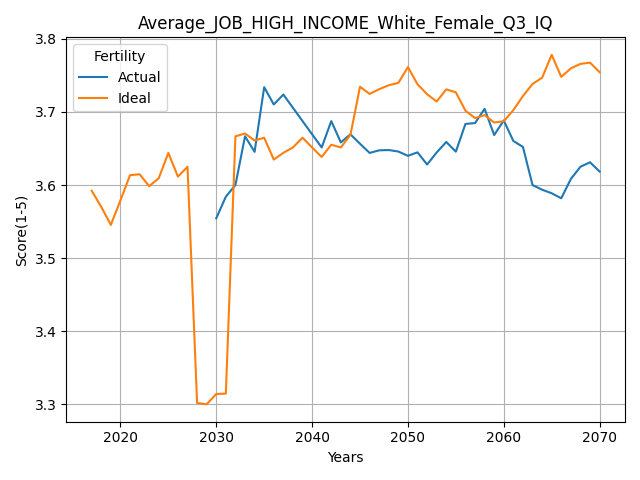 Average_JOB_HIGH_INCOME_White_Female_Q3_IQ
Fertility
Actual
Ideal
Score(1-5)
3.8
3.7
3.6
3.5
3.4
3.3
2020 2030 2040 2050 2060 2070
Years